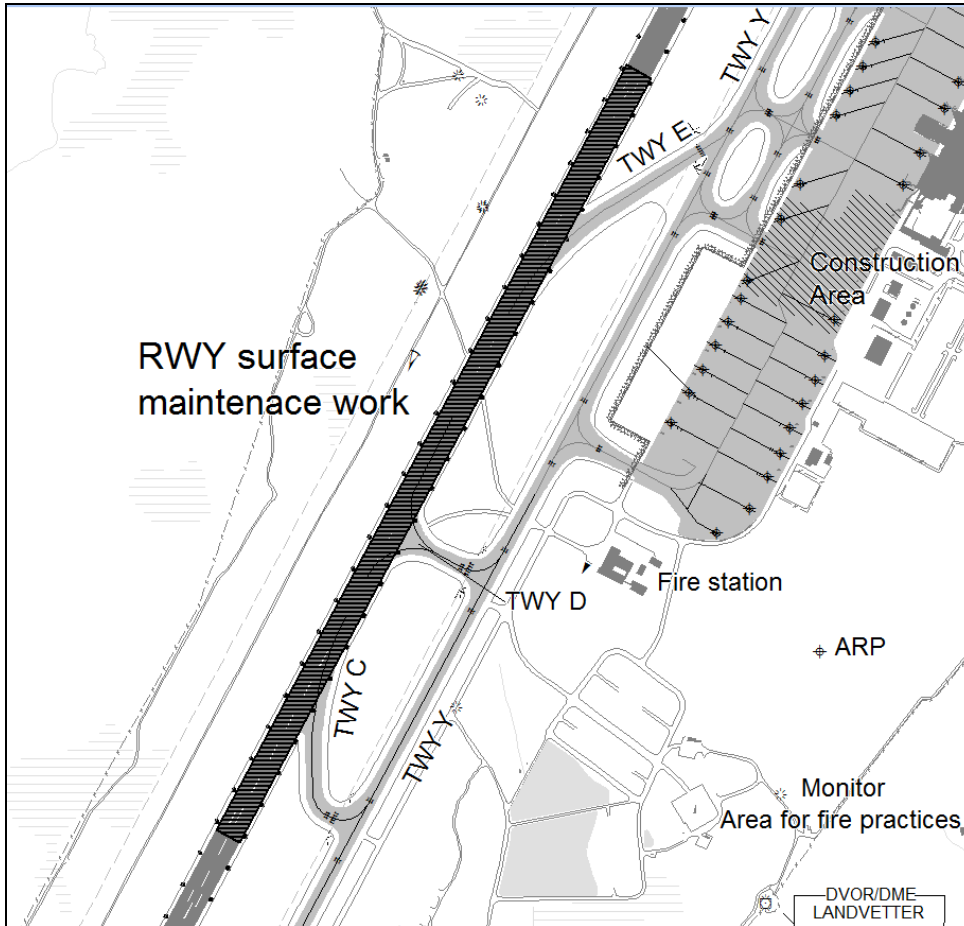 TWY Y
TWY E
Construction
Area
RWY surface
maintenace work
Fire station
TWY D
ARP
TWY C
TWY Y
Monitor
Area for fire practices
DVOR/DME
LANDVETTER